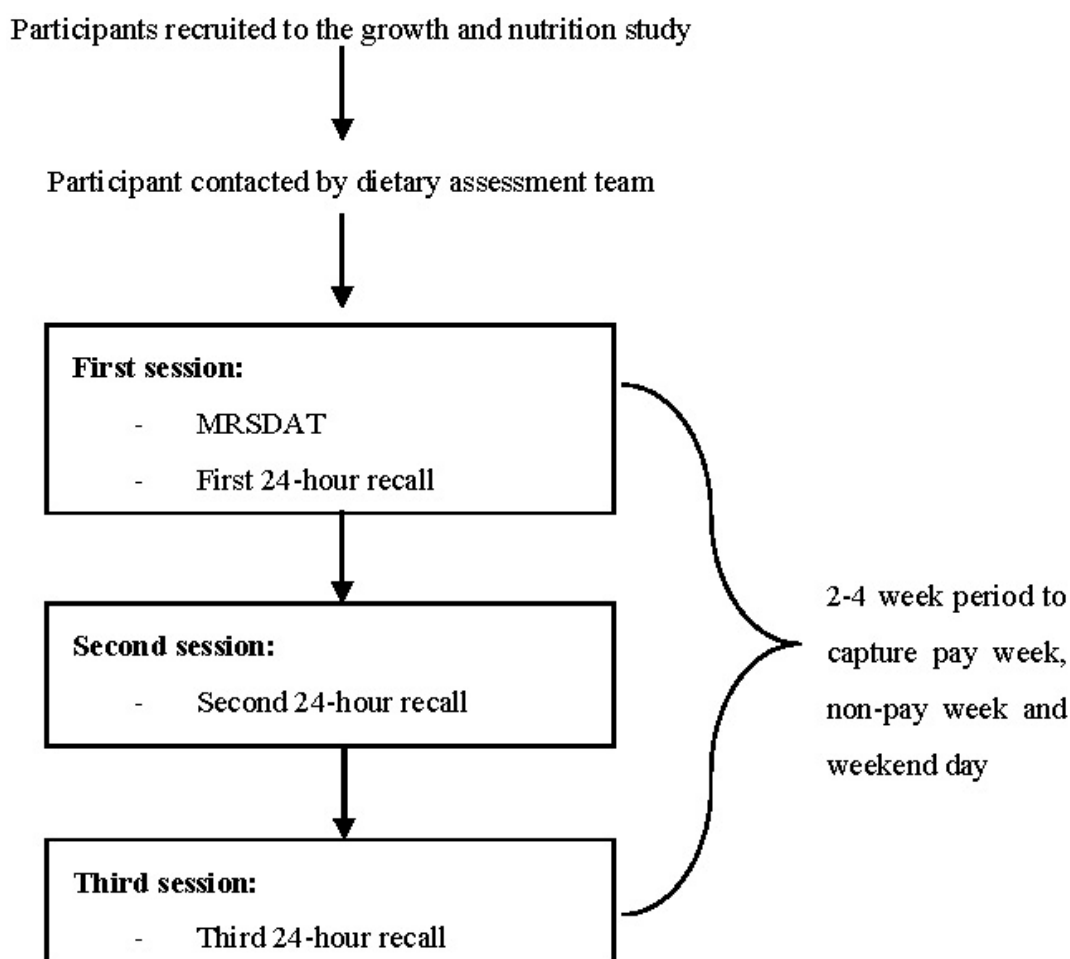 Participants recruited to the growth and nutrition study
Participant contacted by dietary assessment team
First session:
- MRSDAT
- First 24-hour recall
Second session:
- Second 24-hour recall
Third session:
- Third 24-hour recall
2-4 week period to
capture pay week,
non-pay week and
weekend day